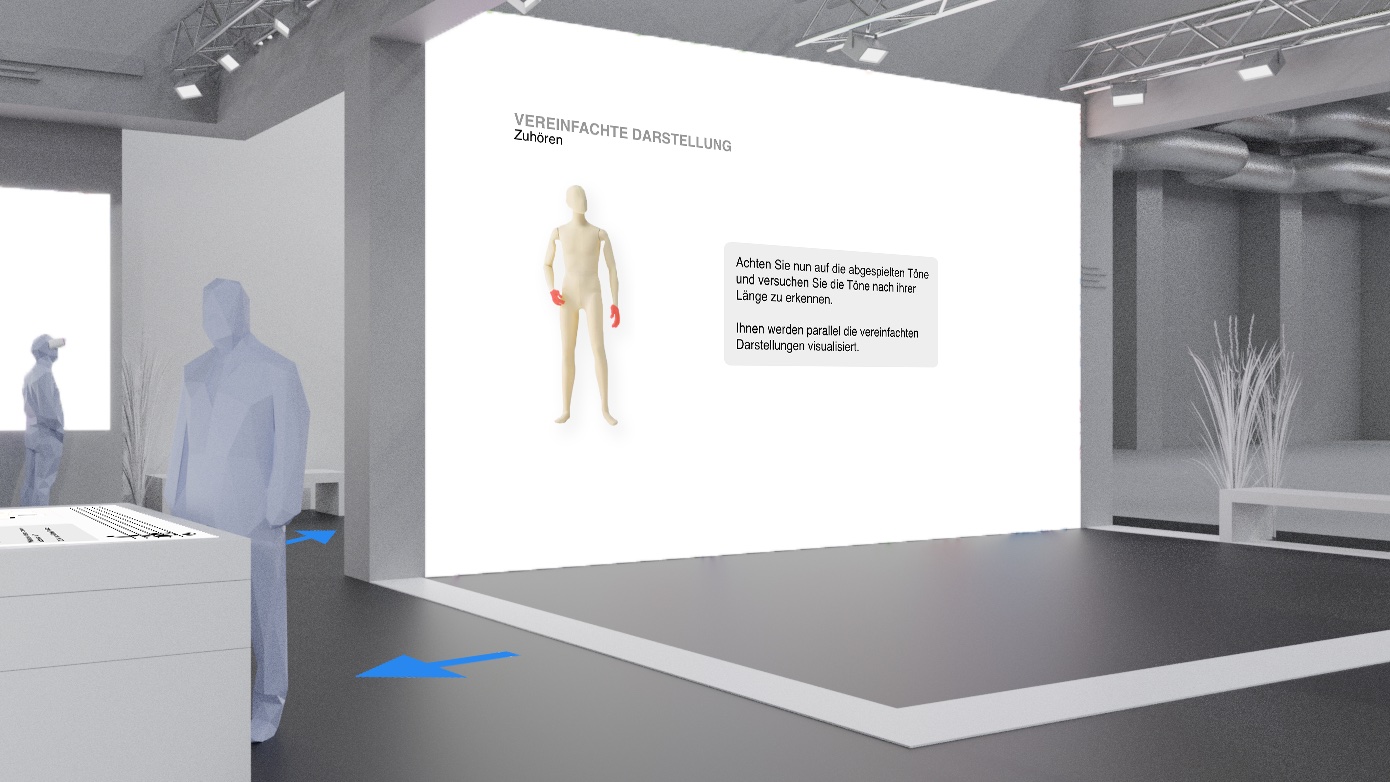 VEREINFACHTE DARSTELLUNG
Zuhören
Achten Sie nun auf die abgespielten Töne
und versuchen Sie die Töne nach ihrer
Länge zu erkennen.
Ihnen werden parallel die vereinfachten
Darstellungen visualisiert.